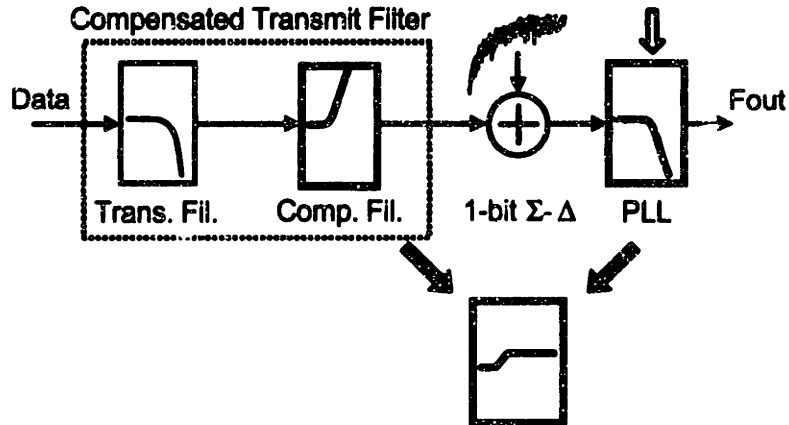 Compensated Transmit Filter
Data
Fout
Trans. Fil.
Comp. Fil.
1-bit Σ-Δ
PLL